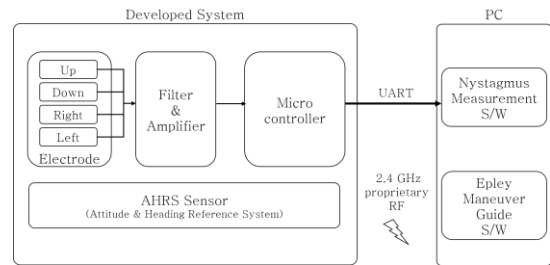 Developed System
PC
Up
Down
Right
Left
Electrode
Filter
&
Amplifier
Micro
controller
UART
Nystagmus
Measurement
S/W
AHRS Sensor
(Attitude & Heading Reference System)
2.4 GHz
proprietary
RF
Epley
Maneuver
Guide
S/W